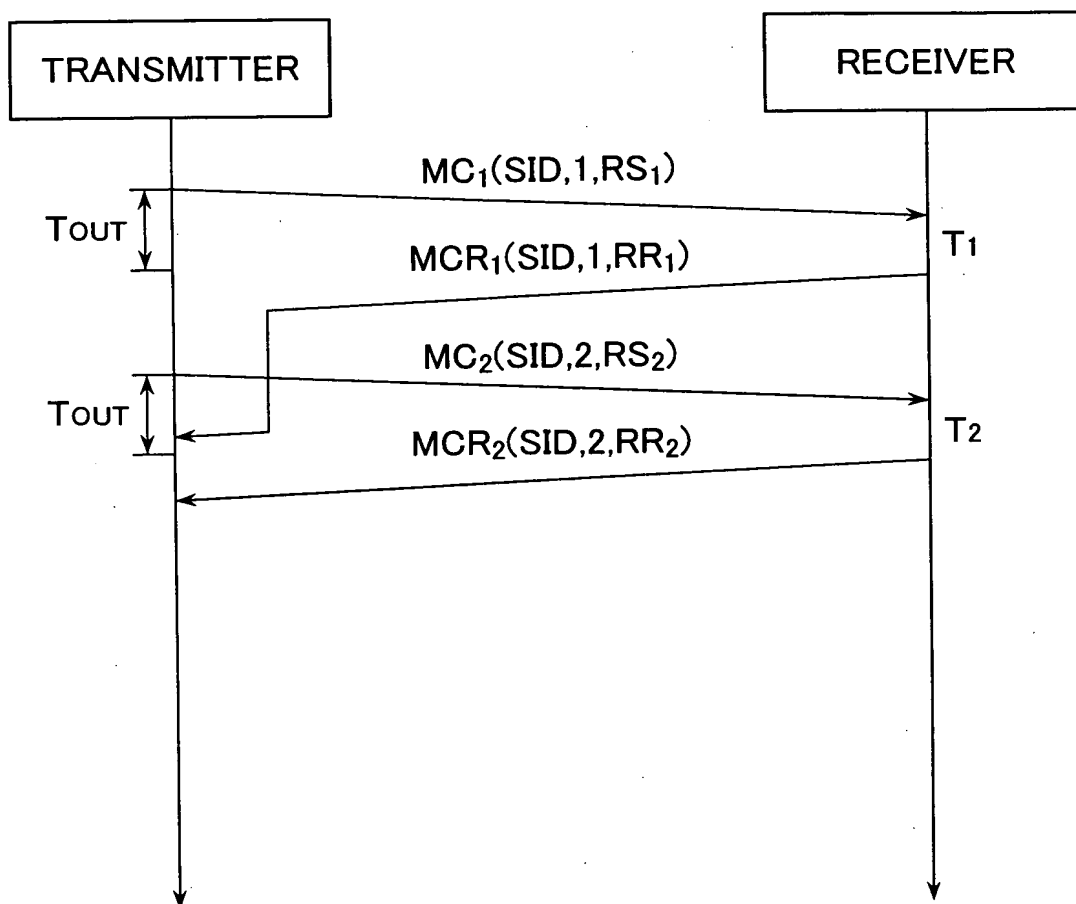 TRANSMITTER
RECEIVER
MC₁(SID,1,RS₁)
TOUT
T₁
MCR₁(SID,1,RR₁)
MC₂(SID,2,RS₂)
TOUT
T₂
MCR₂(SID,2,RR₂)